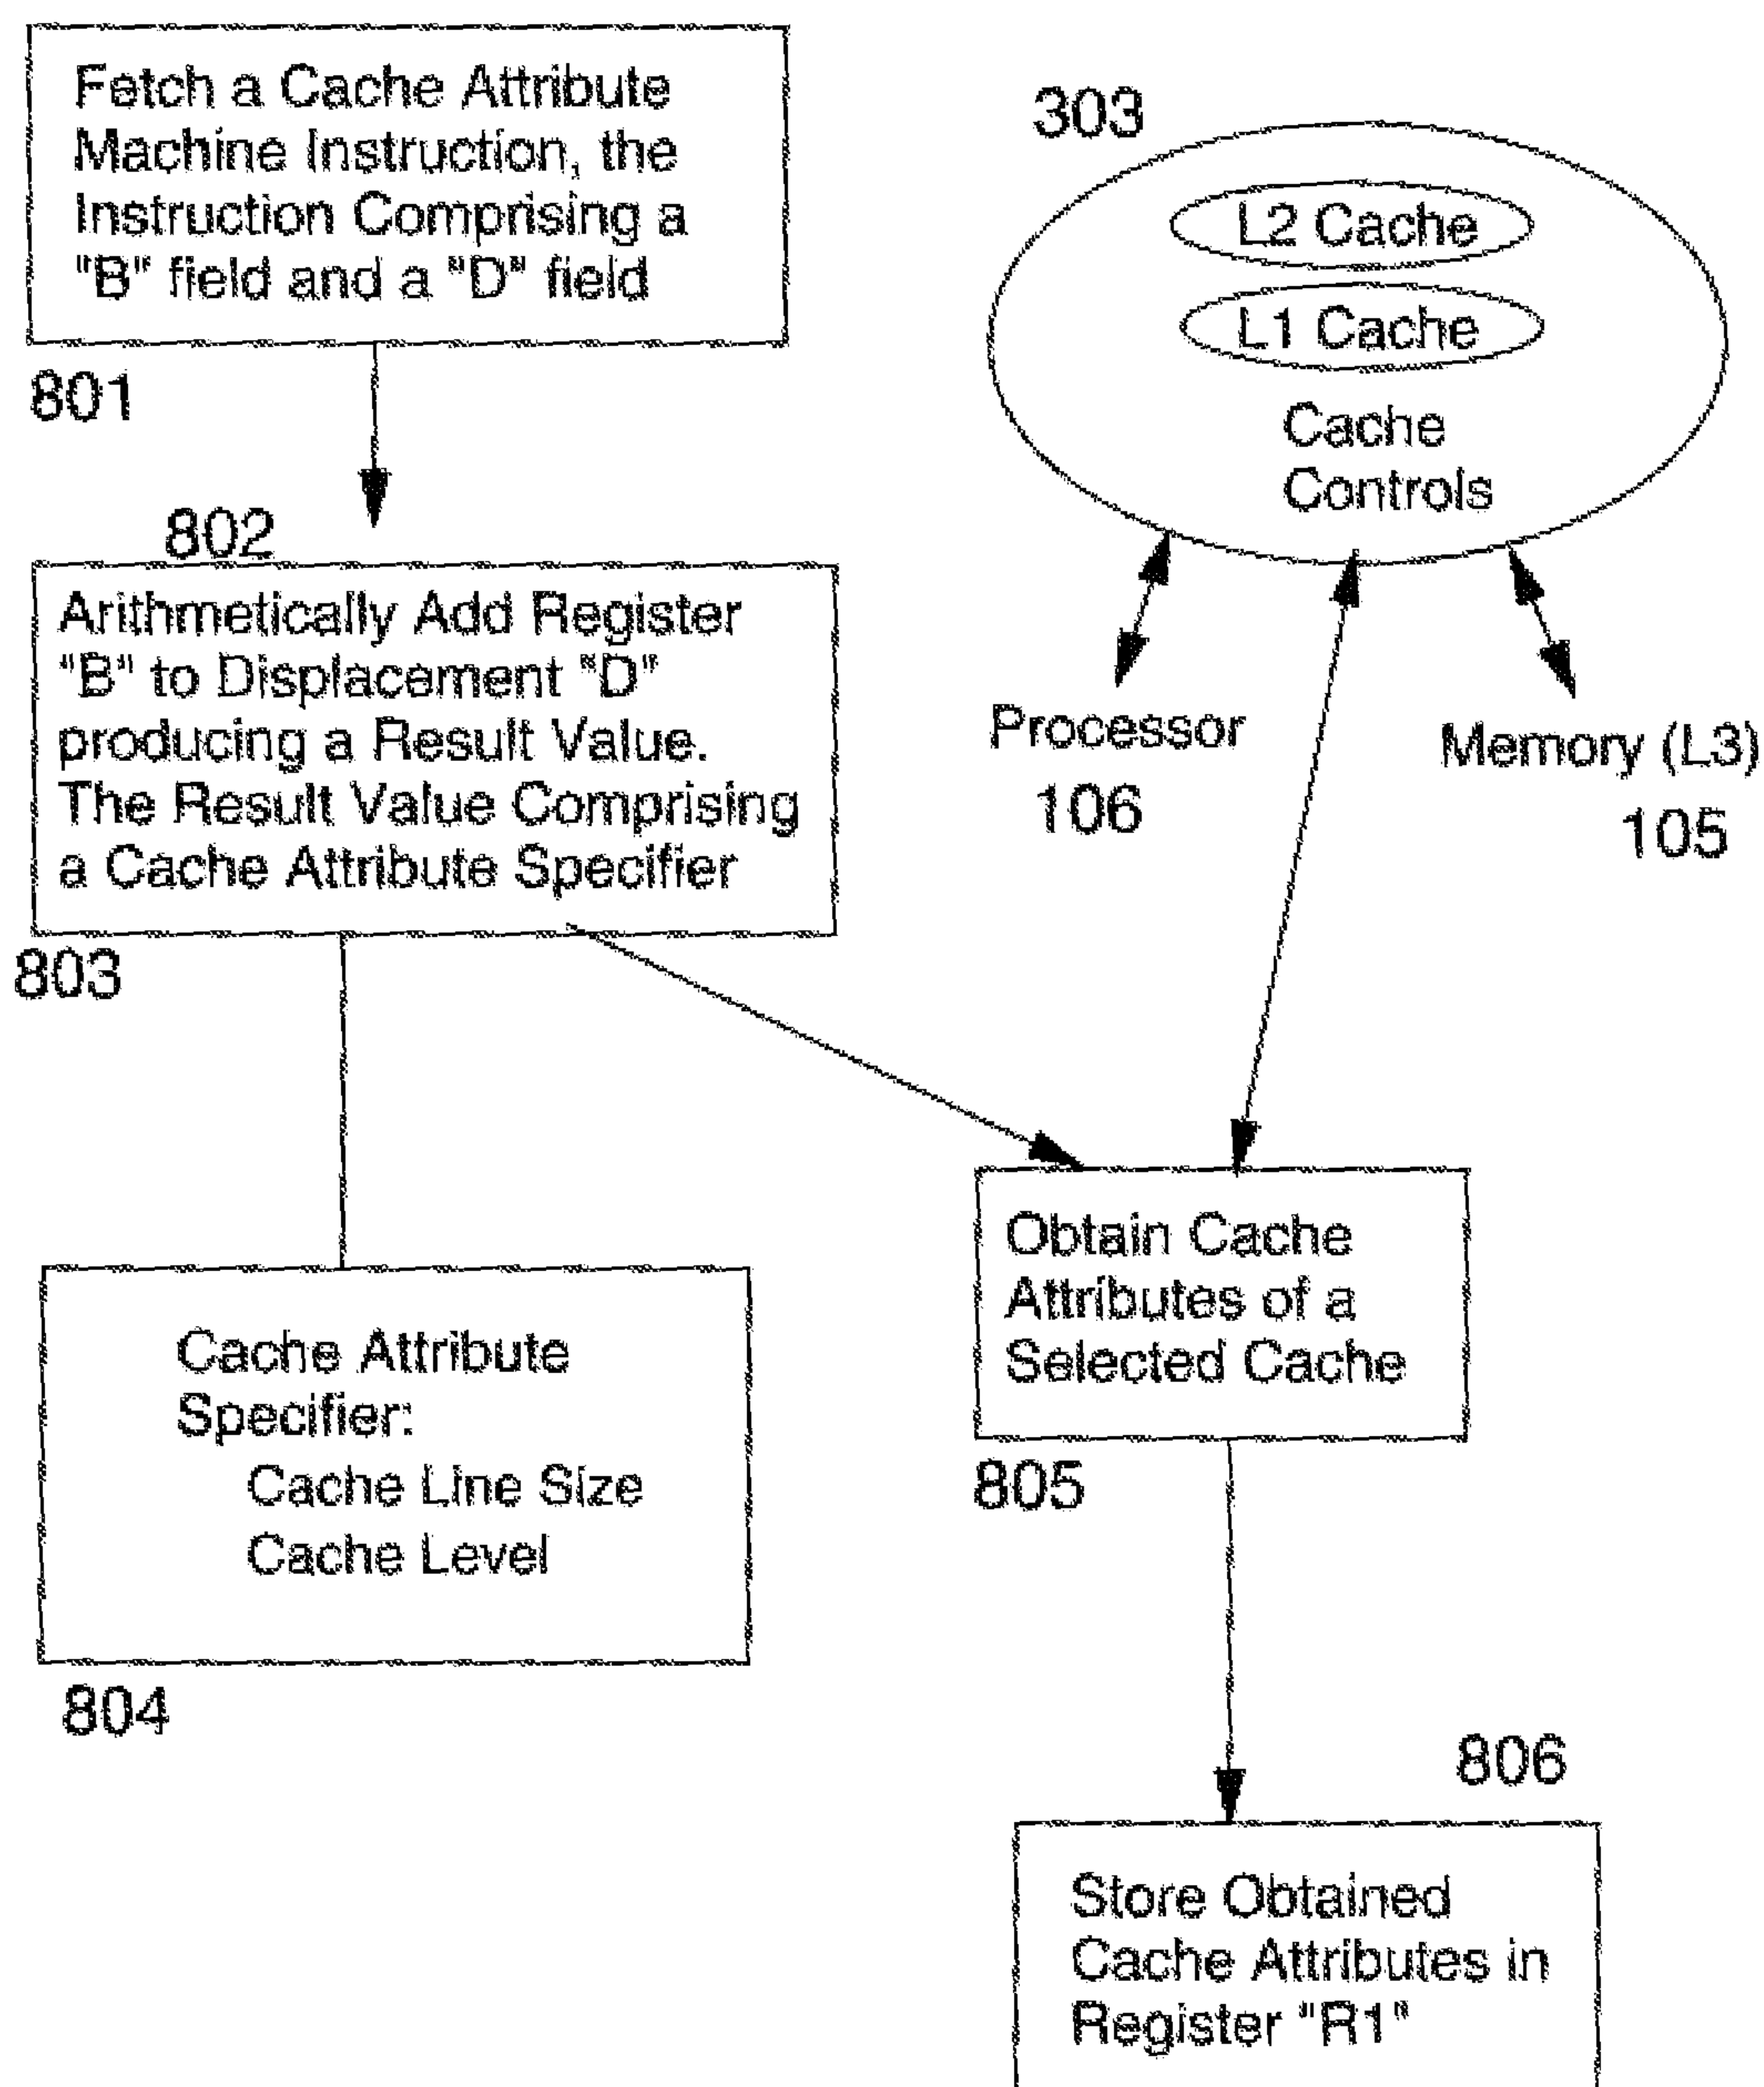 Fetch a Cache Attribute
Machine Instruction, the
Instruction Comprising a
"B" field and a "D" field
801
303
L2 Cache
L1 Cache
Cache
Controls
802
Arithmetically Add Register
"B" to Displacement "D"
producing a Result Value.
The Result Value Comprising
a Cache Attribute Specifier
803
Processor
106
Memory (L3)
105
Cache Attribute
Specifier:
Cache Line Size
Cache Level
804
Obtain Cache
Attributes of a
Selected Cache
805
806
Store Obtained
Cache Attributes in
Register "R1"